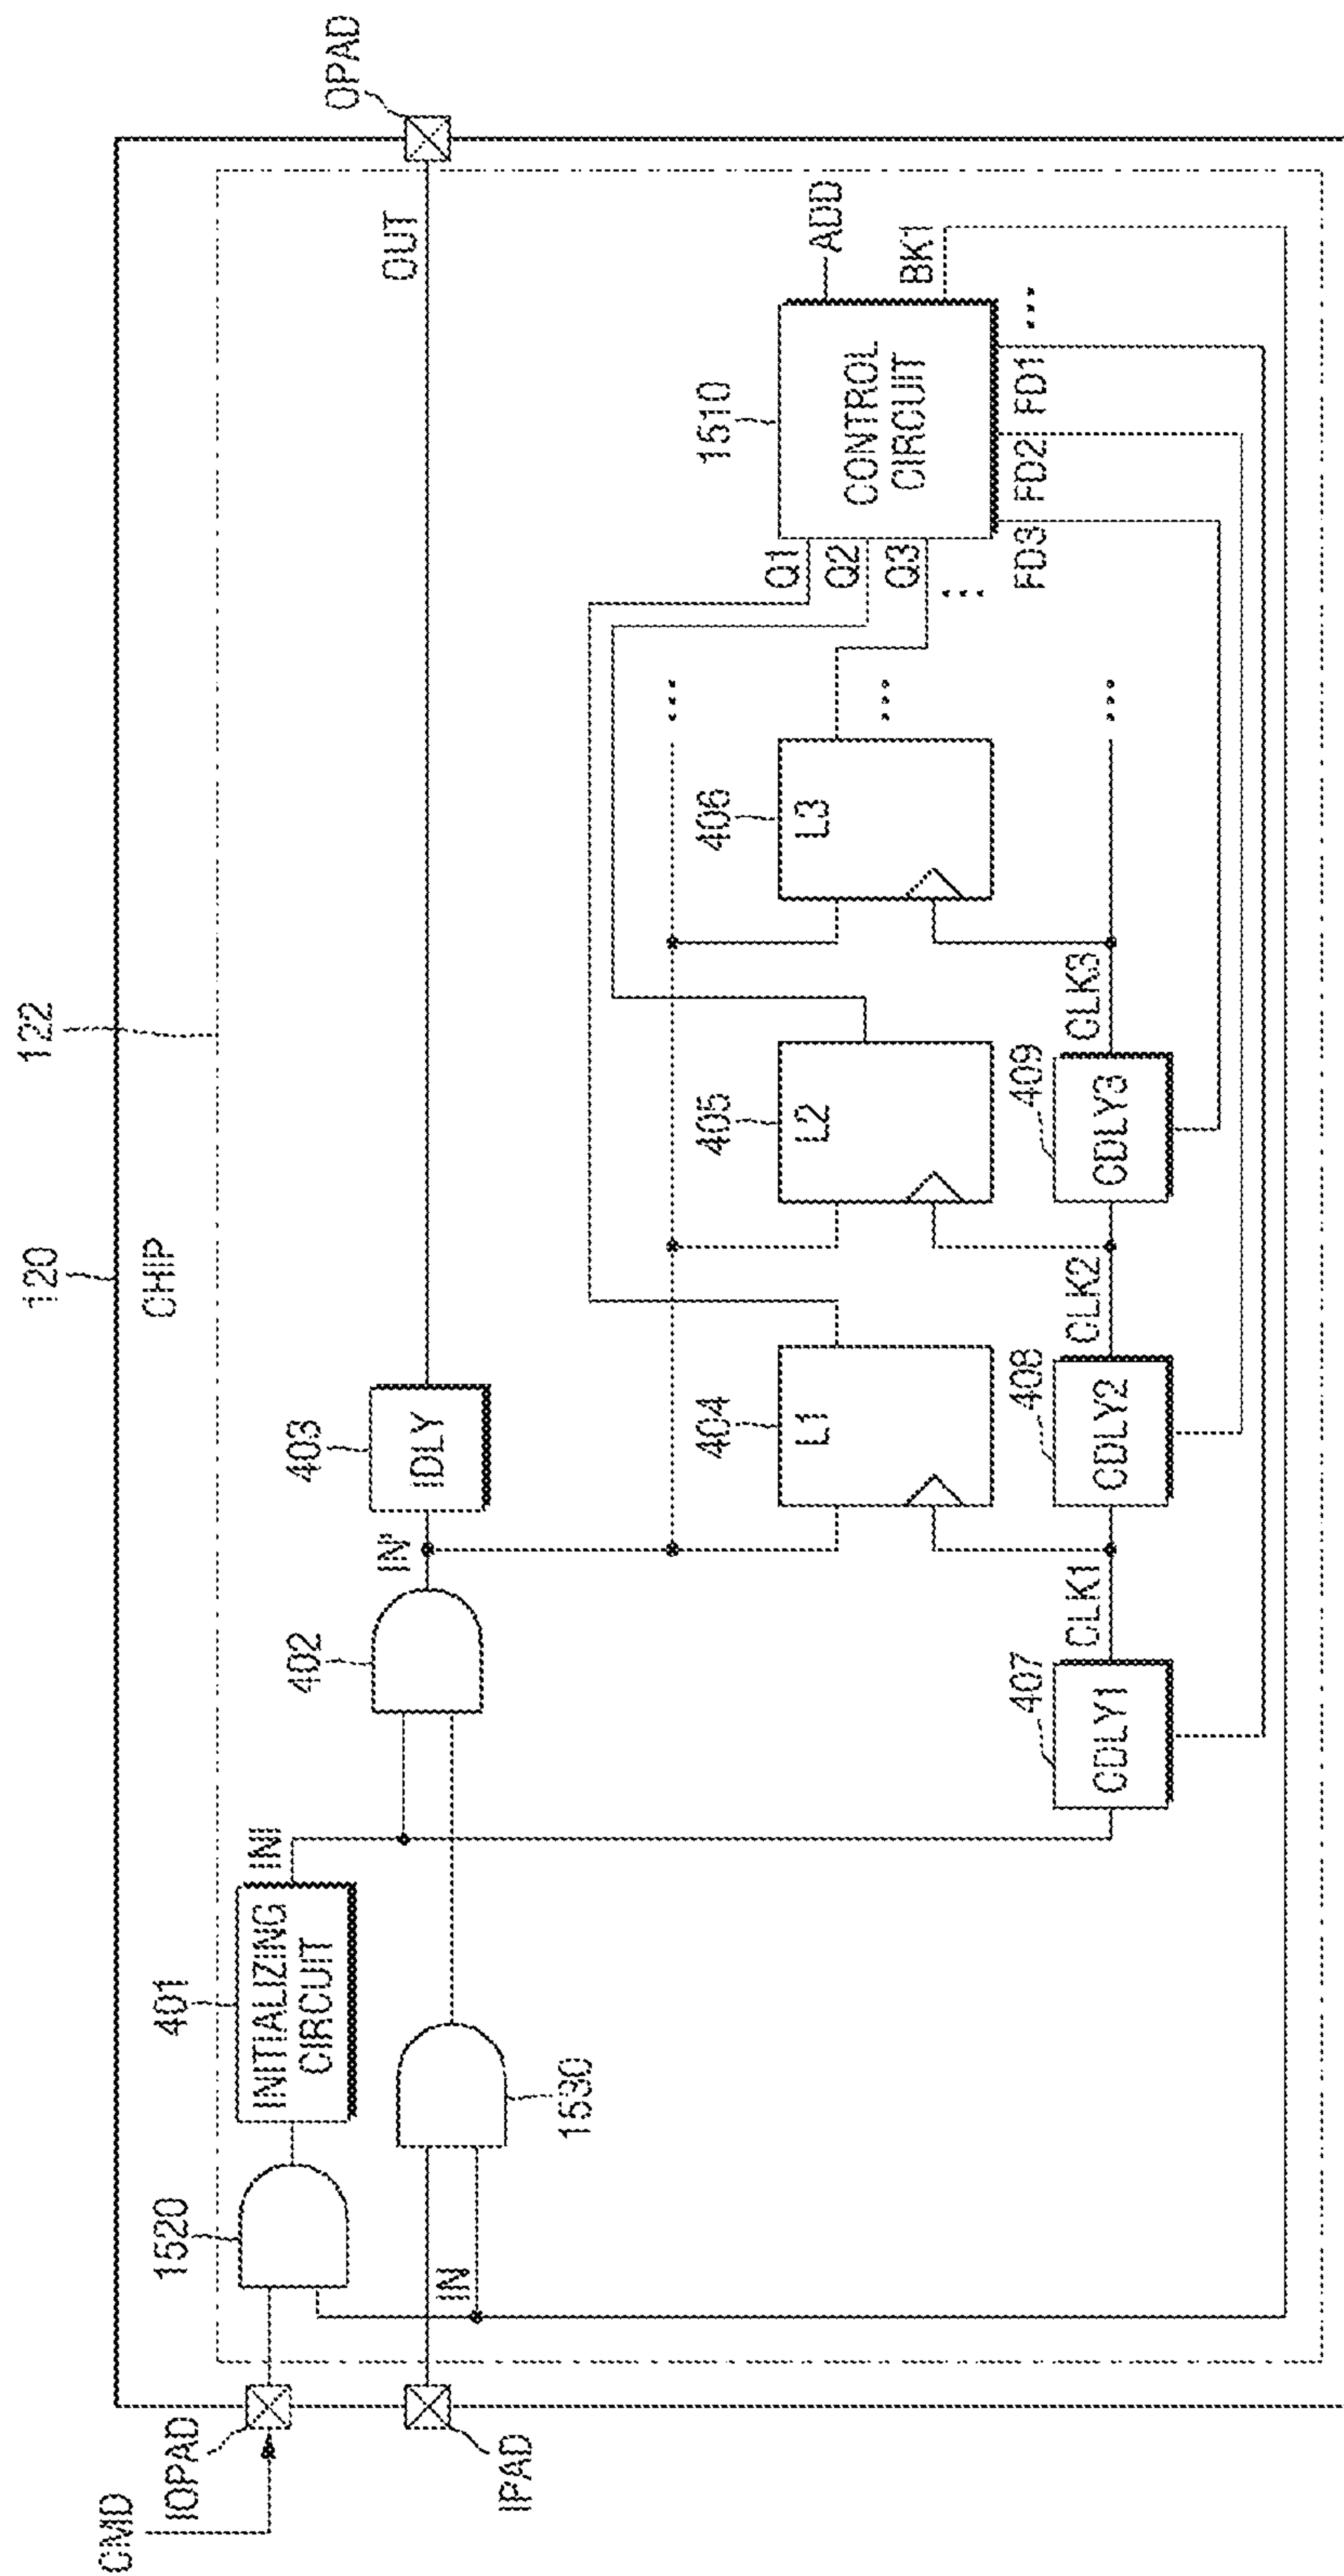 120
122
CHIP
CMD
IOPAD
IPAD
OPAD
1520
401
INITIALIZING
CIRCUIT
INI
1530
IN
402
IN'
403
IDLY
OUT
404
L1
405
L2
406
L3
...
...
...
407
CDLY1
CLK1
408
CDLY2
CLK2
409
CDLY3
CLK3
1510
CONTROL
CIRCUIT
Q1
Q2
Q3
...
ADD
BK1
FD3
FD2
FD1
...